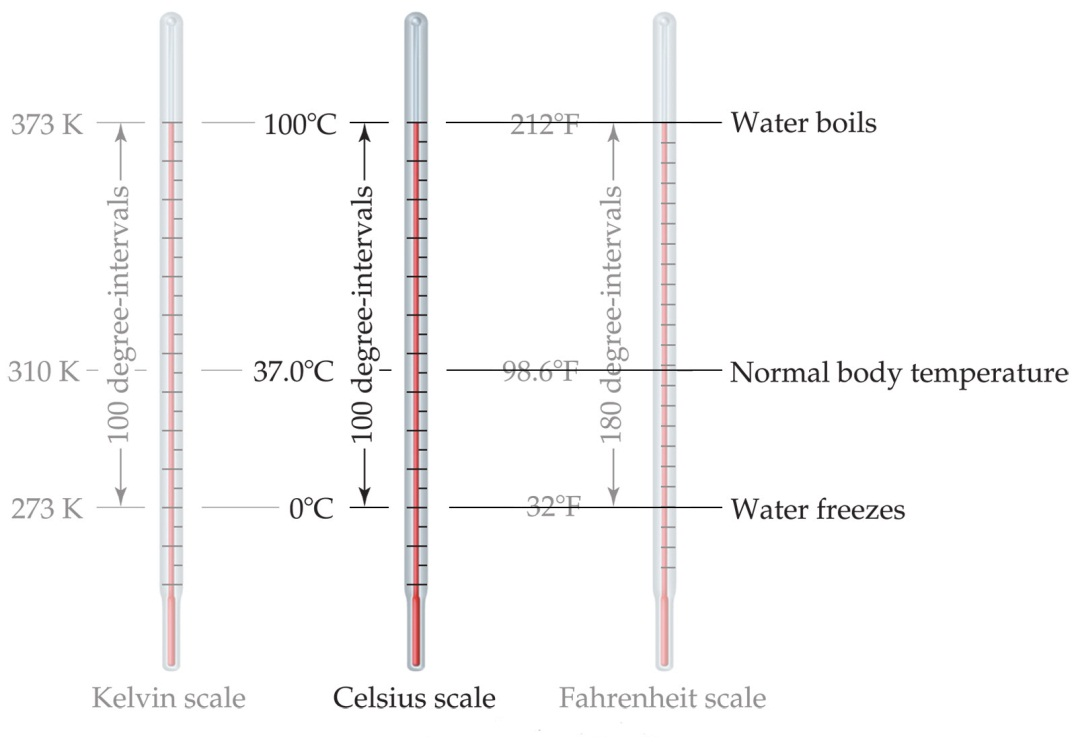 373 K 100°C 212°F Water boils
100 degree-intervals 100 degree-intervals 180 degree-intervals
310 K 37.0°C 98.6°F Normal body temperature
273 K 0°C 32°F Water freezes
Kelvin scale Celsius scale Fahrenheit scale